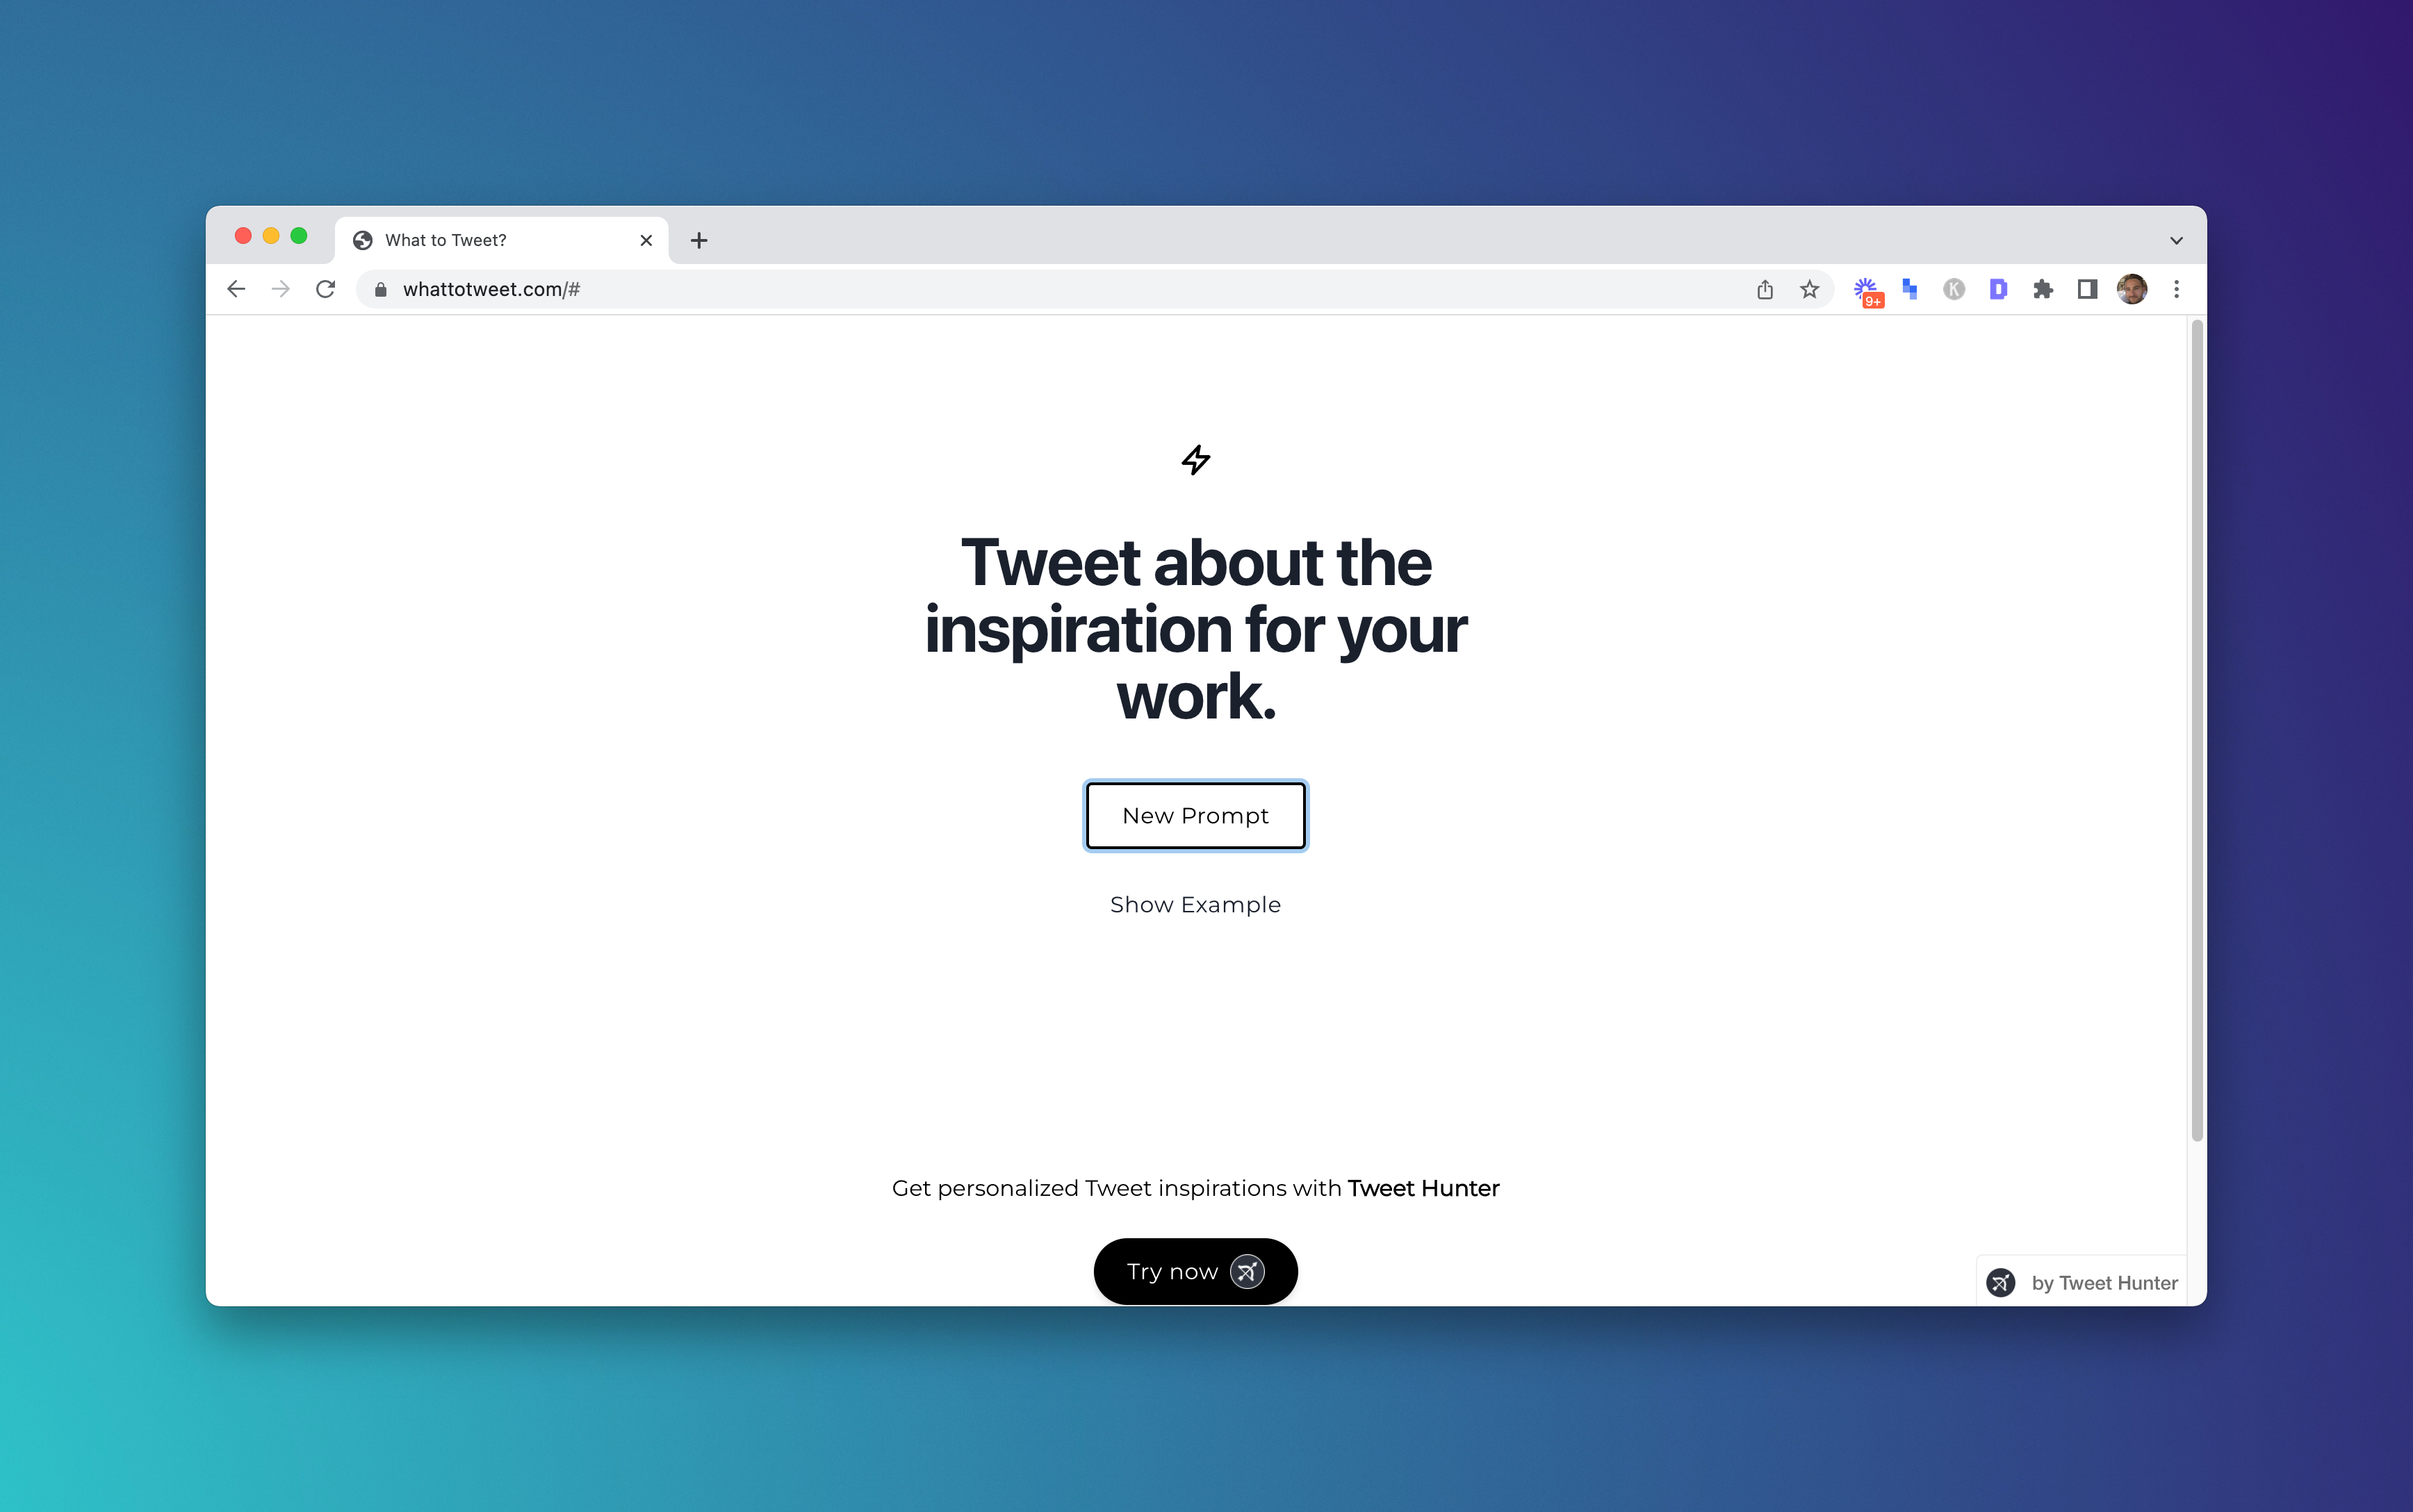 What to Tweet?
whattotweet.com/#
9+
K
D
Tweet about the
inspiration for your
work.
New Prompt
Show Example
Get personalized Tweet inspirations with Tweet Hunter
Try now
by Tweet Hunter